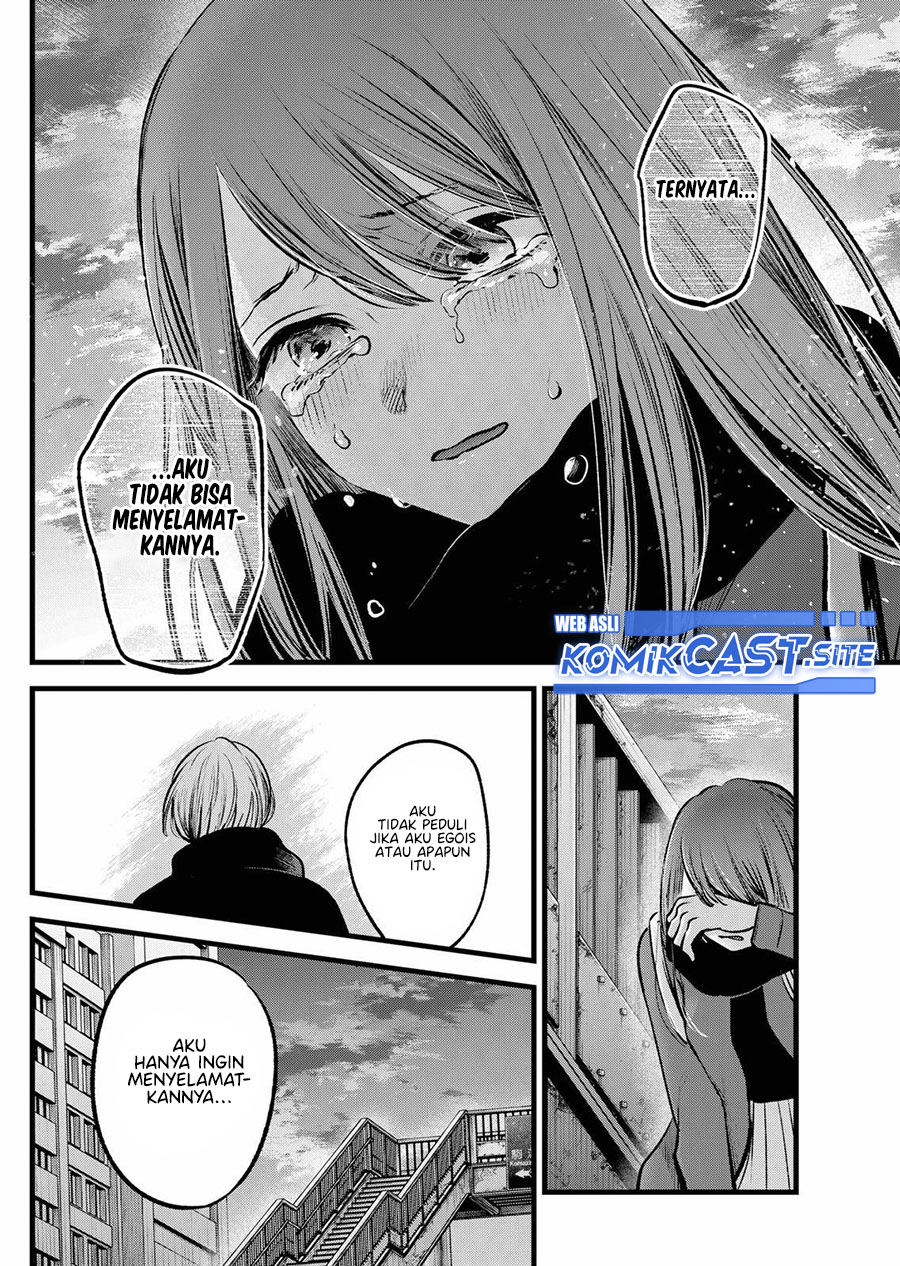 TERNYATA...
...AKU
TIDAK BISA
MENYELAMAT-
KANNYA.
WEB ASLI
KOMIKCAST.SITE
AKU
TIDAK PEDULI
JIKA AKU EGOIS
ATAU APAPUN
ITU.
AKU
HANYA INGIN
MENYELAMAT-
KANNYA...